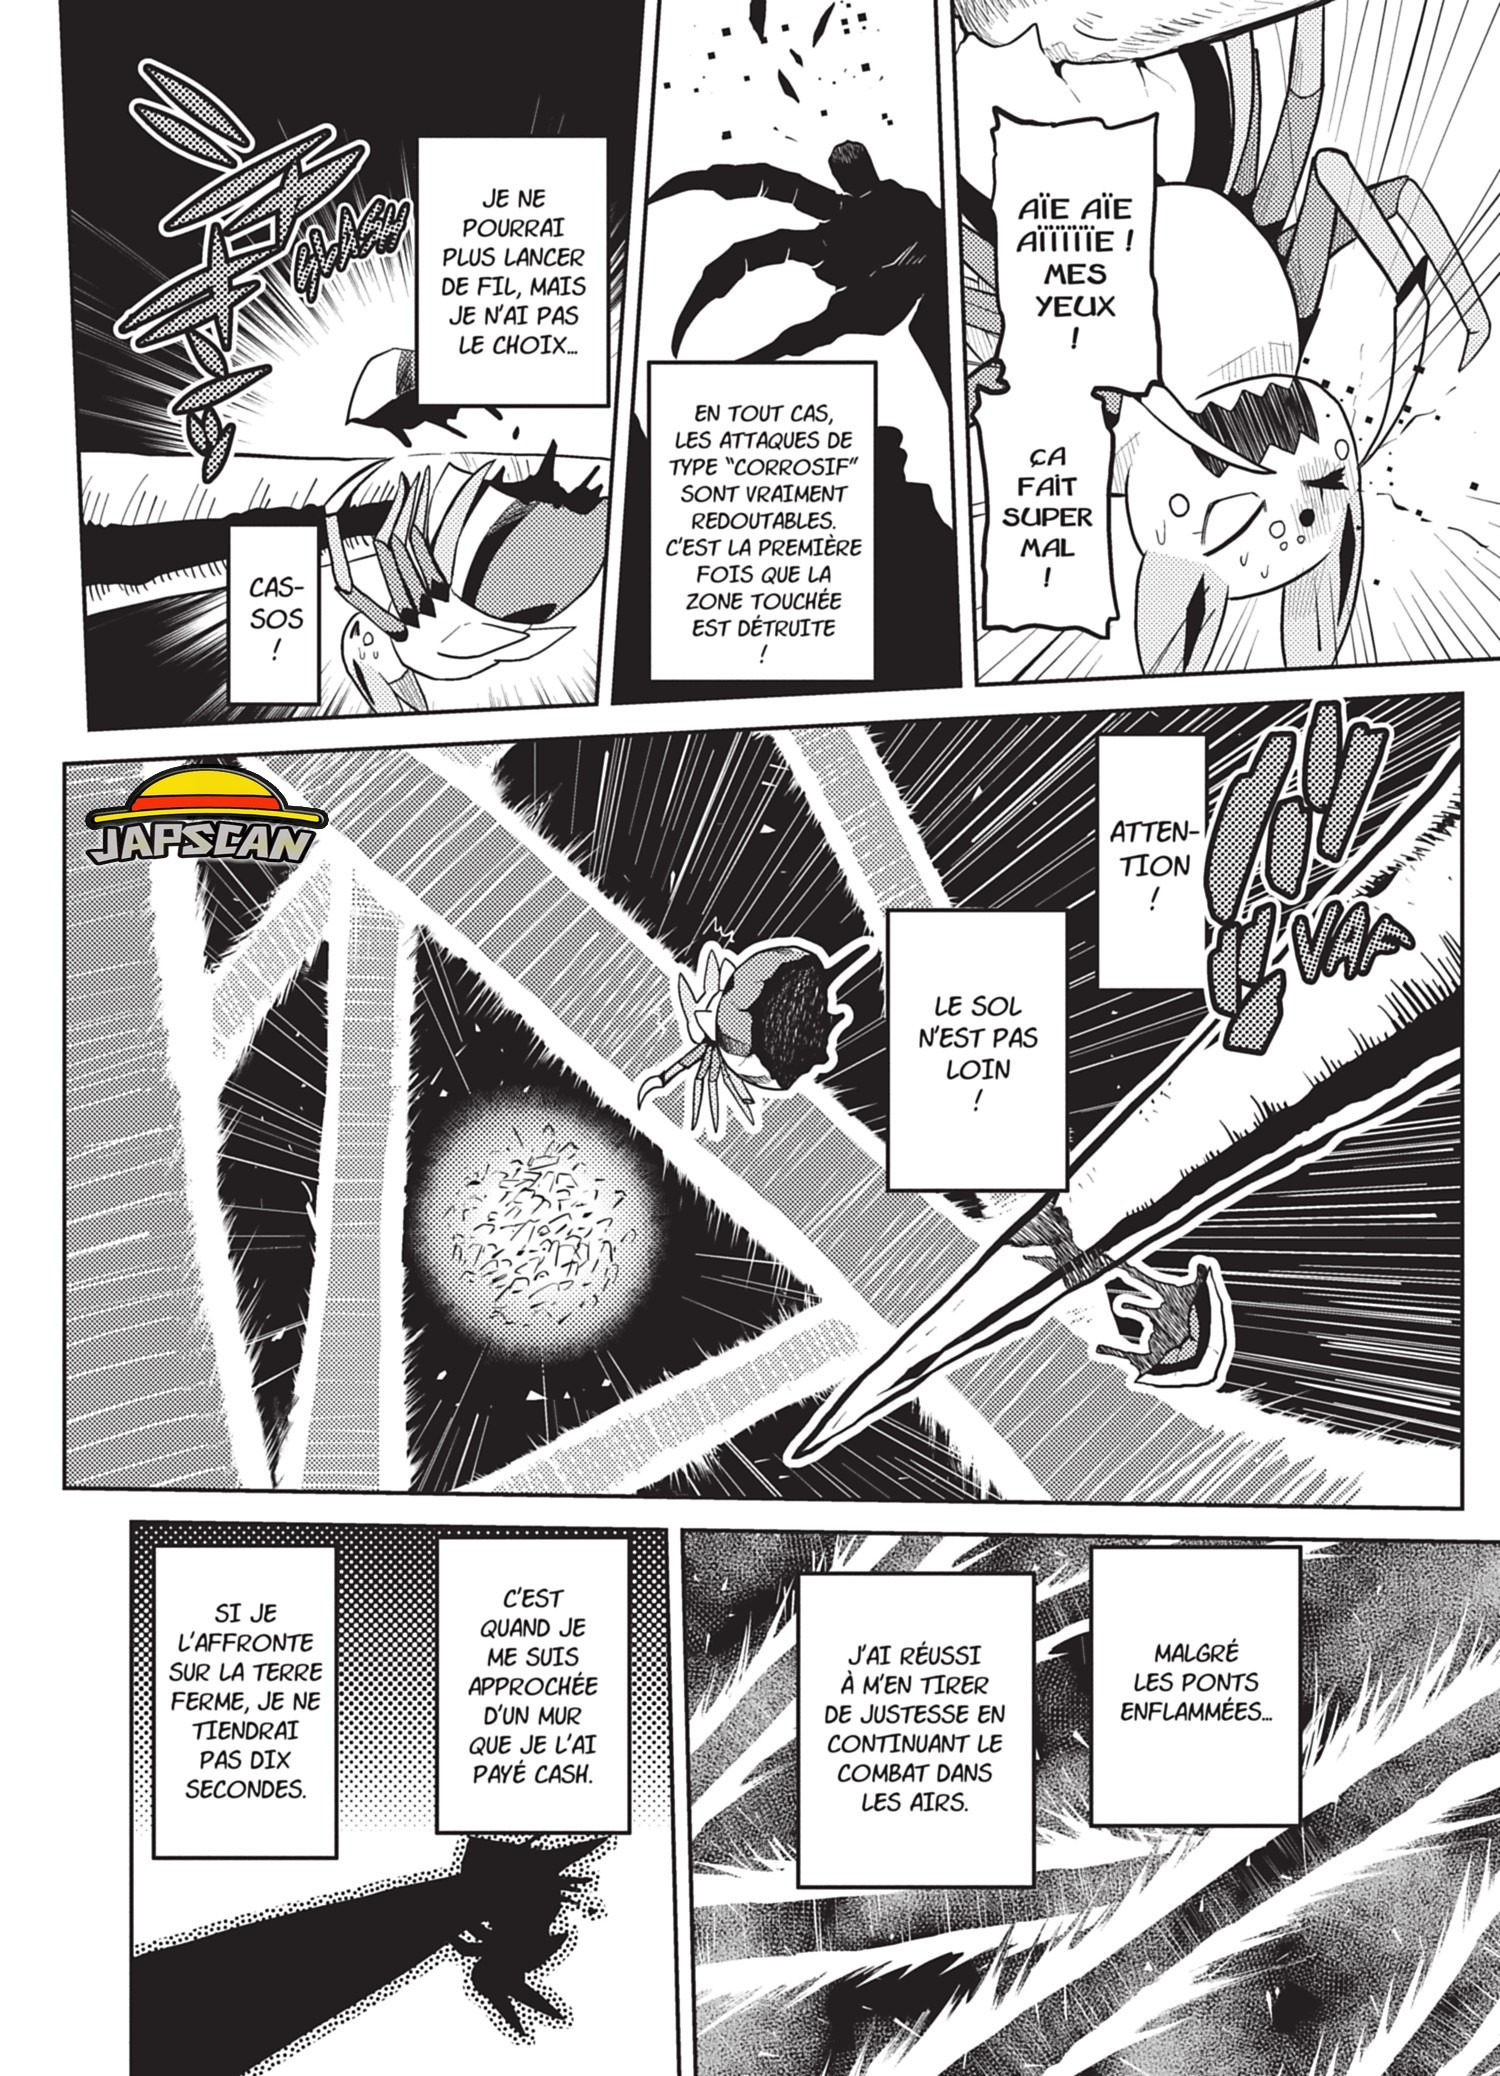 AÏE AÏE
AÏÏÏÏÏE !
MES
YEUX
!
ÇA
FAIT
SUPER
MAL
!
EN TOUT CAS,
LES ATTAQUES DE
TYPE "CORROSIF"
SONT VRAIMENT
REDOUTABLES.
C'EST LA PREMIÈRE
FOIS QUE LA
ZONE TOUCHÉE
EST DÉTRUITE
!
JE NE
POURRAI
PLUS LANCER
DE FIL, MAIS
JE N'AI PAS
LE CHOIX...
CAS-
SOS
!
ATTEN-
TION
!
VAF
LE SOL
N'EST PAS
LOIN
!
JAPSCAN
MALGRÉ
LES PONTS
ENFLAMMÉES...
J'AI RÉUSSI
À M'EN TIRER
DE JUSTESSE EN
CONTINUANT LE
COMBAT DANS
LES AIRS.
C'EST
QUAND JE
ME SUIS
APPROCHÉE
D'UN MUR
QUE JE L'AI
PAYÉ CASH.
SI JE
L'AFFRONTE
SUR LA TERRE
FERME, JE NE
TIENDRAI
PAS DIX
SECONDES.